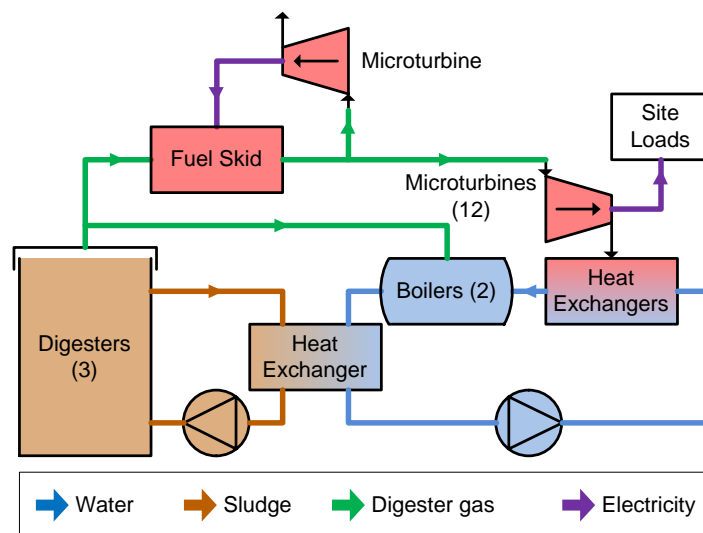 Microturbine
Site
Loads
Fuel Skid
Microturbines
(12)
Boilers (2)
Heat
Exchangers
Digesters
(3)
Heat
Exchanger
Water
Sludge
Digester gas
Electricity